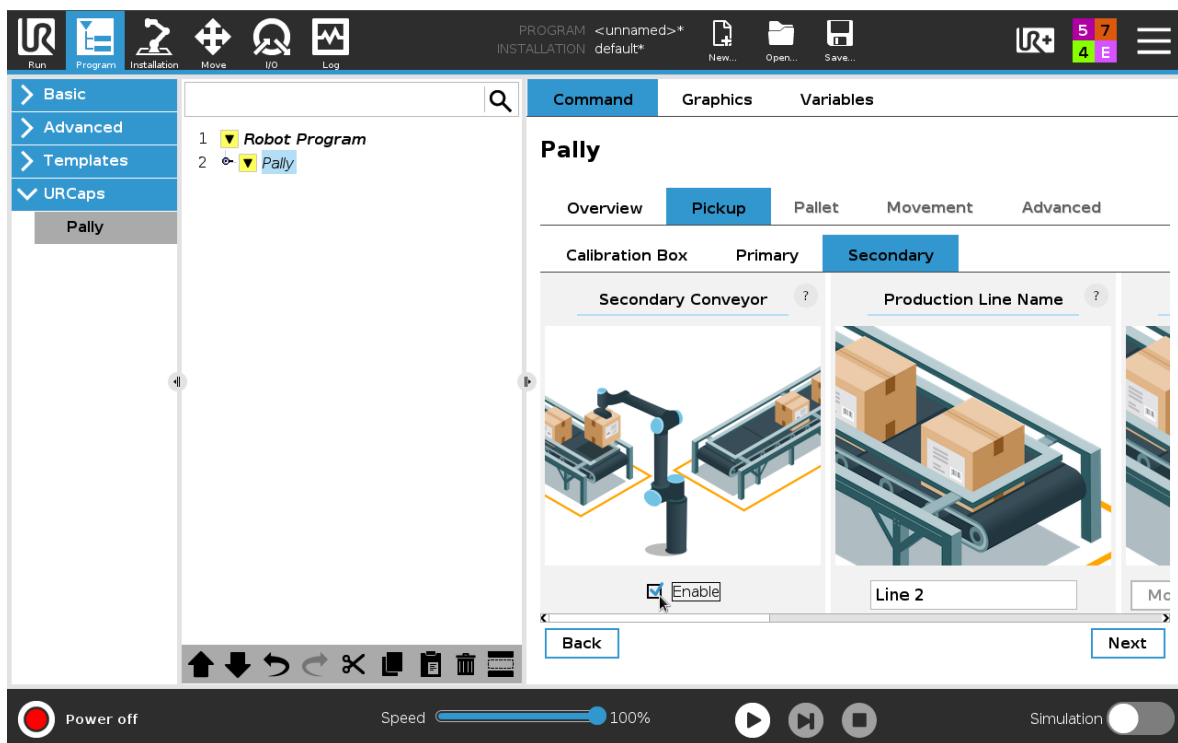 UR
PROGRAM <unnamed>*
INSTALLATION default*
UR+
5 7
4 E
Run
Program
Installation
Move
I/O
Log
New...
Open...
Save...
Basic
Advanced
Templates
URCaps
Pally
1 Robot Program
2 Pally
Command Graphics Variables
Pally
Overview Pickup Pallet Movement Advanced
Calibration Box Primary Secondary
Secondary Conveyor ?
Production Line Name ?
Enable
Line 2
Back
Next
Power off
Speed
100%
Simulation